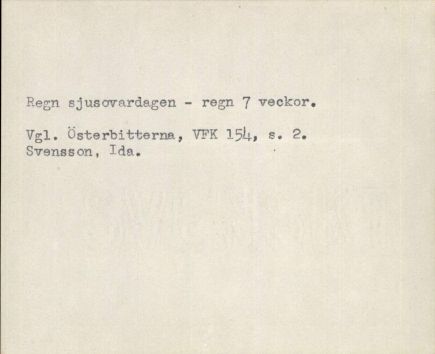 Regn sjusovardagen - regn 7 veckor.
Vgl. Österbitterna, VFK 154, s. 2.
Svensson, Ida.